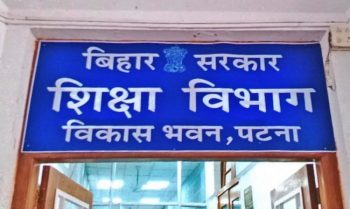 बिहार सरकार
शिक्षा विभाग
विकास भवन, पटना